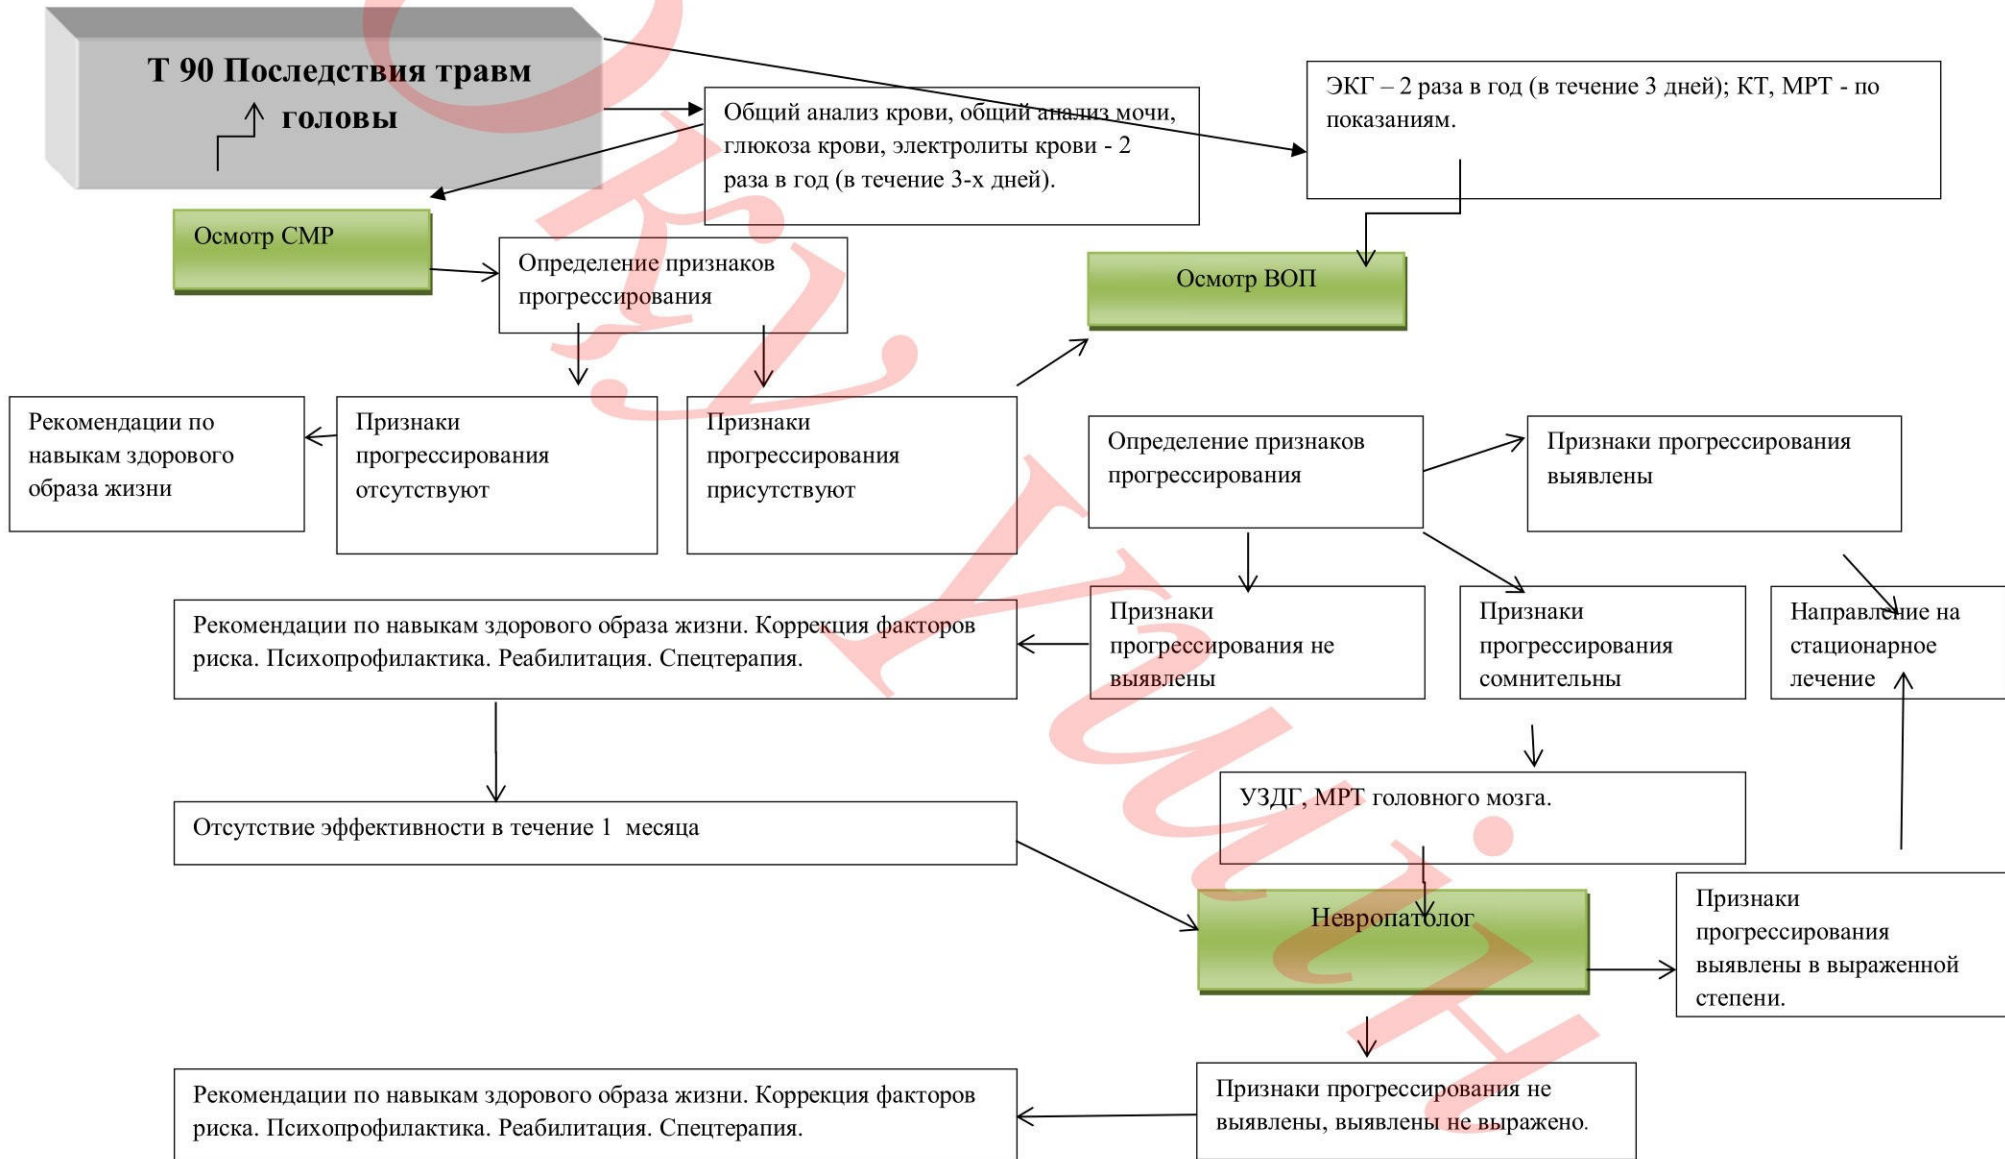 Т 90 Последствия травм
головы
Общий анализ крови, общий анализ мочи,
глюкоза крови, электролиты крови - 2
раза в год (в течение 3-х дней).
ЭКГ – 2 раза в год (в течение 3 дней); КТ, МРТ - по
показаниям.
Осмотр СМР
Определение признаков
прогрессирования
Осмотр ВОП
Рекомендации по
навыкам здорового
образа жизни
Признаки
прогрессирования
отсутствуют
Признаки
прогрессирования
присутствуют
Определение признаков
прогрессирования
Признаки прогрессирования
выявлены
Рекомендации по навыкам здорового образа жизни. Коррекция факторов
риска. Психопрофилактика. Реабилитация. Спецтерапия.
Признаки
прогрессирования не
выявлены
Признаки
прогрессирования
сомнительны
Направление на
стационарное
лечение
УЗДГ, МРТ головного мозга.
Отсутствие эффективности в течение 1 месяца
Невропатолог
Признаки
прогрессирования
выявлены в выраженной
степени.
Рекомендации по навыкам здорового образа жизни. Коррекция факторов
риска. Психопрофилактика. Реабилитация. Спецтерапия.
Признаки прогрессирования не
выявлены, выявлены не выражено.